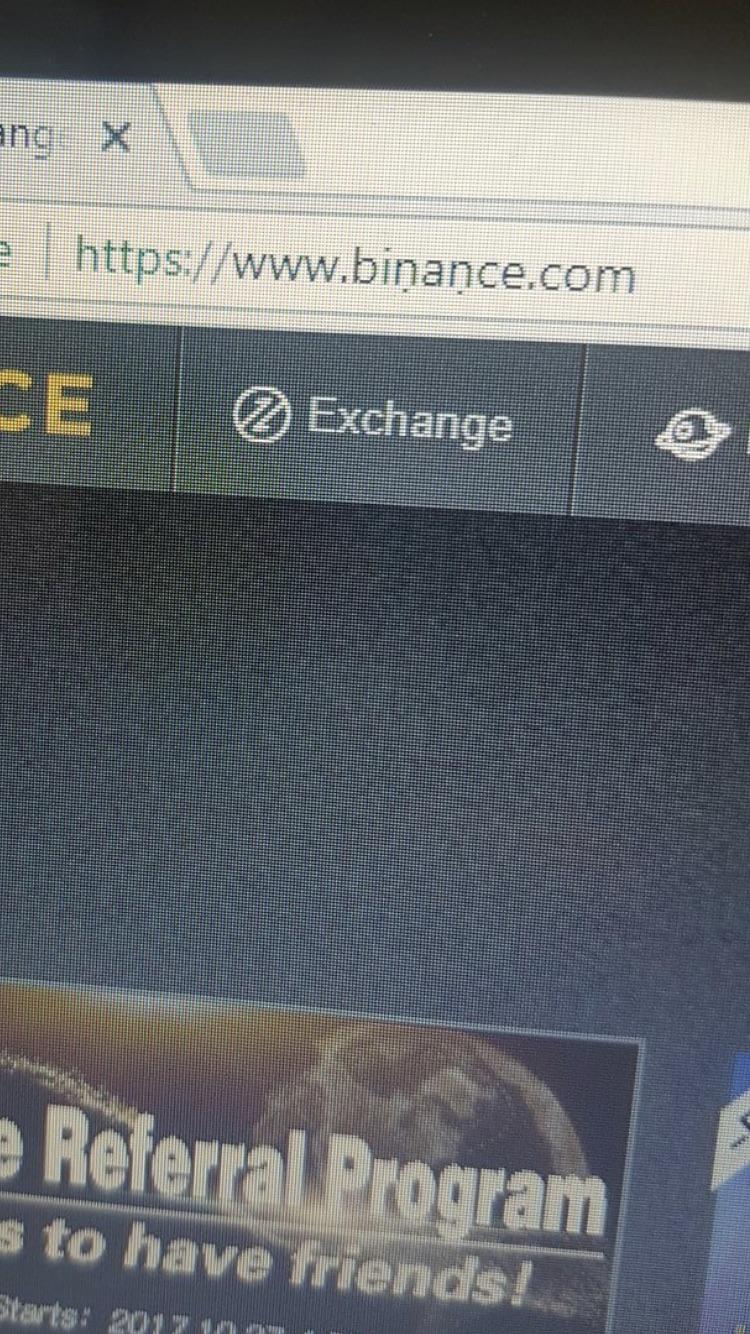 ang
e https://www.biṇaṇce.com
CE Exchange
e Referral Program
s to have friends!
Starts: 2017